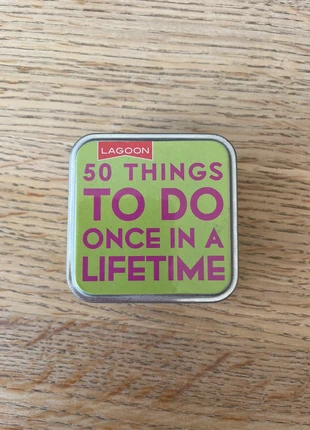 LAGOON
50 THINGS
TO DO
ONCE IN A
LIFETIME